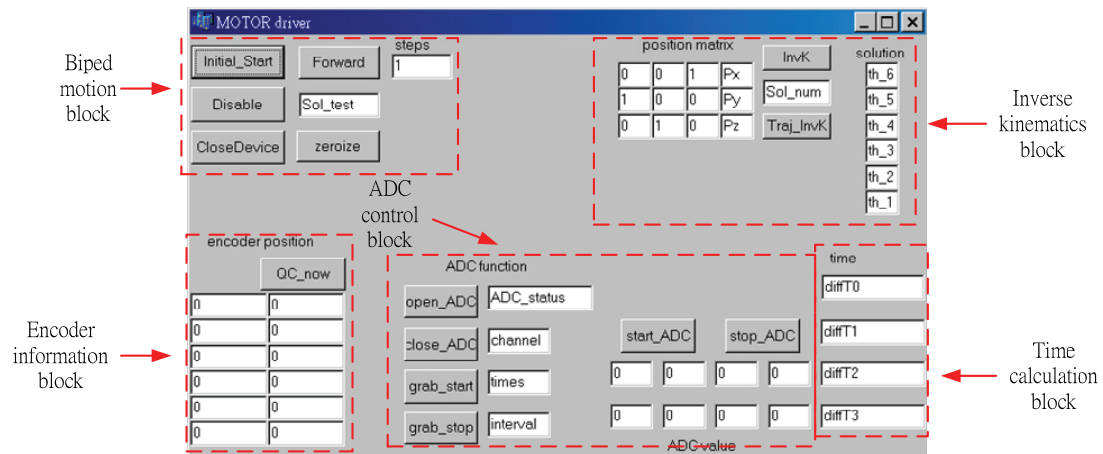 MOTOR driver
Biped
motion
block
Initial_Start
Forward
steps
1
Disable
Sol_test
CloseDevice
zeroize
position matrix
InvK
solution
0 0 1 Px
1 0 0 Py
0 1 0 Pz
Sol_num
Traj_InvK
th_6
th_5
th_4
th_3
th_2
th_1
Inverse
kinematics
block
ADC
control
block
encoder position
QC_now
0 0
0 0
0 0
0 0
0 0
0 0
Encoder
information
block
ADC function
open_ADC
ADC_status
close_ADC
channel
grab_start
times
grab_stop
interval
start_ADC
stop_ADC
0 0 0 0
0 0 0 0
ADC value
time
diffT0
diffT1
diffT2
diffT3
Time
calculation
block